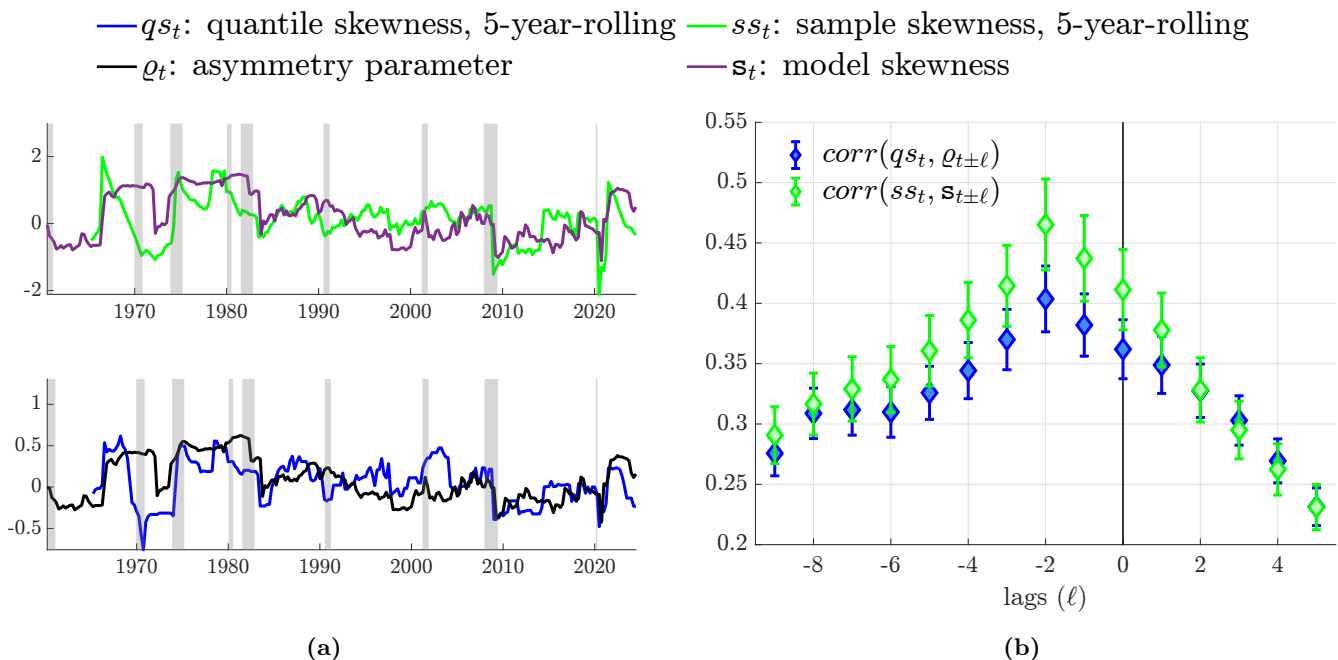 qs_t: quantile skewness, 5-year-rolling ss_t: sample skewness, 5-year-rolling
ϱ_t: asymmetry parameter s_t: model skewness
2
0
-2
1970 1980 1990 2000 2010 2020
1
0.5
0
-0.5
1970 1980 1990 2000 2010 2020
(a)
0.55
0.5
0.45
0.4
0.35
0.3
0.25
0.2
corr(qs_t, ϱ_{t±ℓ})
corr(ss_t, s_{t±ℓ})
-8 -6 -4 -2 0 2 4
lags (ℓ)
(b)